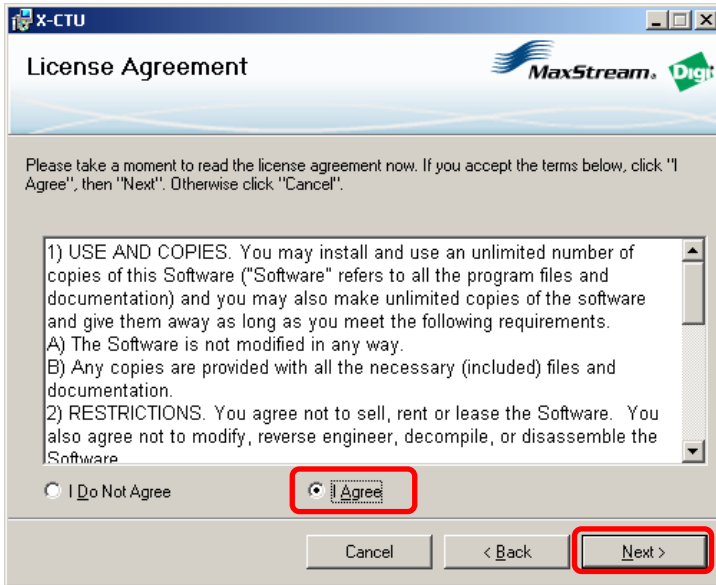 X-CTU
License Agreement
MaxStream.
Digi
Please take a moment to read the license agreement now. If you accept the terms below, click "I
Agree", then "Next". Otherwise click "Cancel".
1) USE AND COPIES. You may install and use an unlimited number of
copies of this Software ("Software" refers to all the program files and
documentation) and you may also make unlimited copies of the software
and give them away as long as you meet the following requirements.
A) The Software is not modified in any way.
B) Any copies are provided with all the necessary (included) files and
documentation.
2) RESTRICTIONS. You agree not to sell, rent or lease the Software. You
also agree not to modify, reverse engineer, decompile, or disassemble the
Software
I Do Not Agree
I Agree
Cancel
< Back
Next >